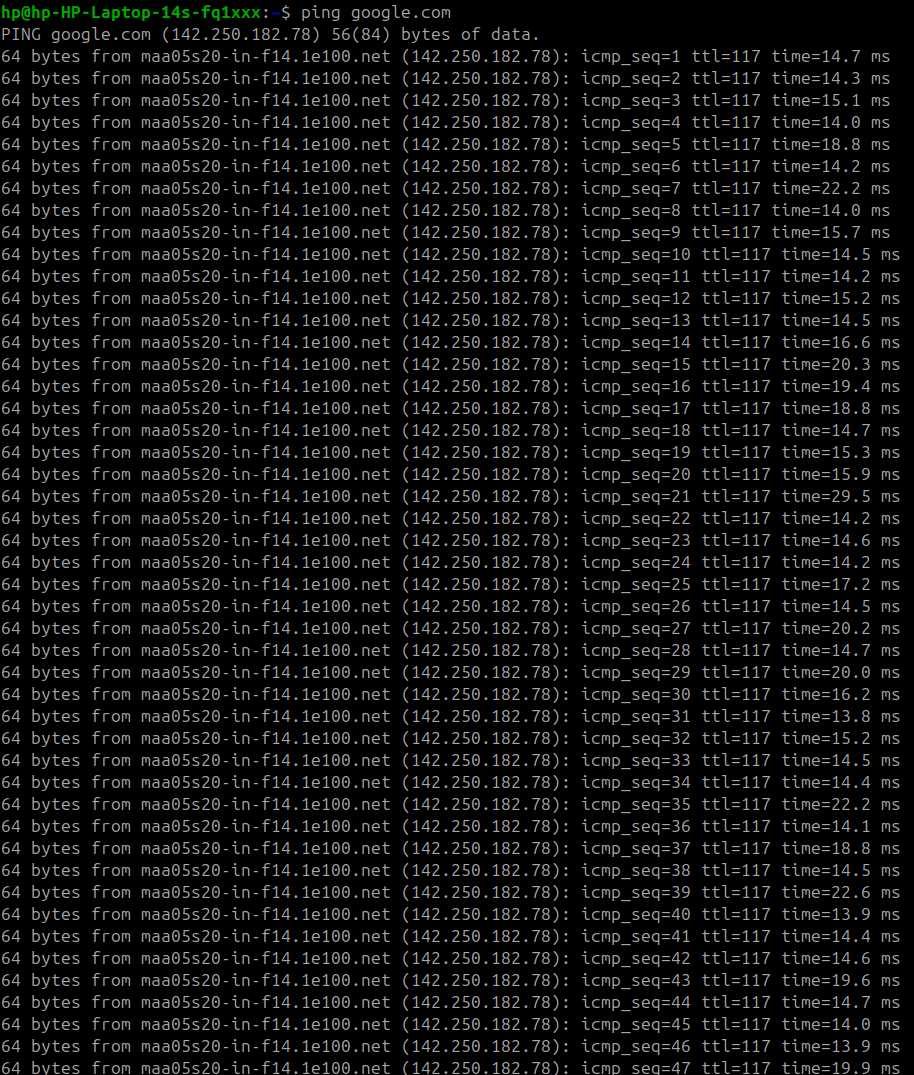 hp@hp-HP-Laptop-14s-fq1xxx:~$ ping google.com
PING google.com (142.250.182.78) 56(84) bytes of data.
64 bytes from maa05s20-in-f14.1e100.net (142.250.182.78): icmp_seq=1 ttl=117 time=14.7 ms
64 bytes from maa05s20-in-f14.1e100.net (142.250.182.78): icmp_seq=2 ttl=117 time=14.3 ms
64 bytes from maa05s20-in-f14.1e100.net (142.250.182.78): icmp_seq=3 ttl=117 time=15.1 ms
64 bytes from maa05s20-in-f14.1e100.net (142.250.182.78): icmp_seq=4 ttl=117 time=14.0 ms
64 bytes from maa05s20-in-f14.1e100.net (142.250.182.78): icmp_seq=5 ttl=117 time=18.8 ms
64 bytes from maa05s20-in-f14.1e100.net (142.250.182.78): icmp_seq=6 ttl=117 time=14.2 ms
64 bytes from maa05s20-in-f14.1e100.net (142.250.182.78): icmp_seq=7 ttl=117 time=22.2 ms
64 bytes from maa05s20-in-f14.1e100.net (142.250.182.78): icmp_seq=8 ttl=117 time=14.0 ms
64 bytes from maa05s20-in-f14.1e100.net (142.250.182.78): icmp_seq=9 ttl=117 time=15.7 ms
64 bytes from maa05s20-in-f14.1e100.net (142.250.182.78): icmp_seq=10 ttl=117 time=14.5 ms
64 bytes from maa05s20-in-f14.1e100.net (142.250.182.78): icmp_seq=11 ttl=117 time=14.2 ms
64 bytes from maa05s20-in-f14.1e100.net (142.250.182.78): icmp_seq=12 ttl=117 time=15.2 ms
64 bytes from maa05s20-in-f14.1e100.net (142.250.182.78): icmp_seq=13 ttl=117 time=14.5 ms
64 bytes from maa05s20-in-f14.1e100.net (142.250.182.78): icmp_seq=14 ttl=117 time=16.6 ms
64 bytes from maa05s20-in-f14.1e100.net (142.250.182.78): icmp_seq=15 ttl=117 time=20.3 ms
64 bytes from maa05s20-in-f14.1e100.net (142.250.182.78): icmp_seq=16 ttl=117 time=19.4 ms
64 bytes from maa05s20-in-f14.1e100.net (142.250.182.78): icmp_seq=17 ttl=117 time=18.8 ms
64 bytes from maa05s20-in-f14.1e100.net (142.250.182.78): icmp_seq=18 ttl=117 time=14.7 ms
64 bytes from maa05s20-in-f14.1e100.net (142.250.182.78): icmp_seq=19 ttl=117 time=15.3 ms
64 bytes from maa05s20-in-f14.1e100.net (142.250.182.78): icmp_seq=20 ttl=117 time=15.9 ms
64 bytes from maa05s20-in-f14.1e100.net (142.250.182.78): icmp_seq=21 ttl=117 time=29.5 ms
64 bytes from maa05s20-in-f14.1e100.net (142.250.182.78): icmp_seq=22 ttl=117 time=14.2 ms
64 bytes from maa05s20-in-f14.1e100.net (142.250.182.78): icmp_seq=23 ttl=117 time=14.6 ms
64 bytes from maa05s20-in-f14.1e100.net (142.250.182.78): icmp_seq=24 ttl=117 time=14.2 ms
64 bytes from maa05s20-in-f14.1e100.net (142.250.182.78): icmp_seq=25 ttl=117 time=17.2 ms
64 bytes from maa05s20-in-f14.1e100.net (142.250.182.78): icmp_seq=26 ttl=117 time=14.5 ms
64 bytes from maa05s20-in-f14.1e100.net (142.250.182.78): icmp_seq=27 ttl=117 time=20.2 ms
64 bytes from maa05s20-in-f14.1e100.net (142.250.182.78): icmp_seq=28 ttl=117 time=14.7 ms
64 bytes from maa05s20-in-f14.1e100.net (142.250.182.78): icmp_seq=29 ttl=117 time=20.0 ms
64 bytes from maa05s20-in-f14.1e100.net (142.250.182.78): icmp_seq=30 ttl=117 time=16.2 ms
64 bytes from maa05s20-in-f14.1e100.net (142.250.182.78): icmp_seq=31 ttl=117 time=13.8 ms
64 bytes from maa05s20-in-f14.1e100.net (142.250.182.78): icmp_seq=32 ttl=117 time=15.2 ms
64 bytes from maa05s20-in-f14.1e100.net (142.250.182.78): icmp_seq=33 ttl=117 time=14.5 ms
64 bytes from maa05s20-in-f14.1e100.net (142.250.182.78): icmp_seq=34 ttl=117 time=14.4 ms
64 bytes from maa05s20-in-f14.1e100.net (142.250.182.78): icmp_seq=35 ttl=117 time=22.2 ms
64 bytes from maa05s20-in-f14.1e100.net (142.250.182.78): icmp_seq=36 ttl=117 time=14.1 ms
64 bytes from maa05s20-in-f14.1e100.net (142.250.182.78): icmp_seq=37 ttl=117 time=18.8 ms
64 bytes from maa05s20-in-f14.1e100.net (142.250.182.78): icmp_seq=38 ttl=117 time=14.5 ms
64 bytes from maa05s20-in-f14.1e100.net (142.250.182.78): icmp_seq=39 ttl=117 time=22.6 ms
64 bytes from maa05s20-in-f14.1e100.net (142.250.182.78): icmp_seq=40 ttl=117 time=13.9 ms
64 bytes from maa05s20-in-f14.1e100.net (142.250.182.78): icmp_seq=41 ttl=117 time=14.4 ms
64 bytes from maa05s20-in-f14.1e100.net (142.250.182.78): icmp_seq=42 ttl=117 time=14.6 ms
64 bytes from maa05s20-in-f14.1e100.net (142.250.182.78): icmp_seq=43 ttl=117 time=19.6 ms
64 bytes from maa05s20-in-f14.1e100.net (142.250.182.78): icmp_seq=44 ttl=117 time=14.7 ms
64 bytes from maa05s20-in-f14.1e100.net (142.250.182.78): icmp_seq=45 ttl=117 time=14.0 ms
64 bytes from maa05s20-in-f14.1e100.net (142.250.182.78): icmp_seq=46 ttl=117 time=13.9 ms
64 bytes from maa05s20-in-f14.1e100.net (142.250.182.78): icmp_seq=47 ttl=117 time=19.9 ms